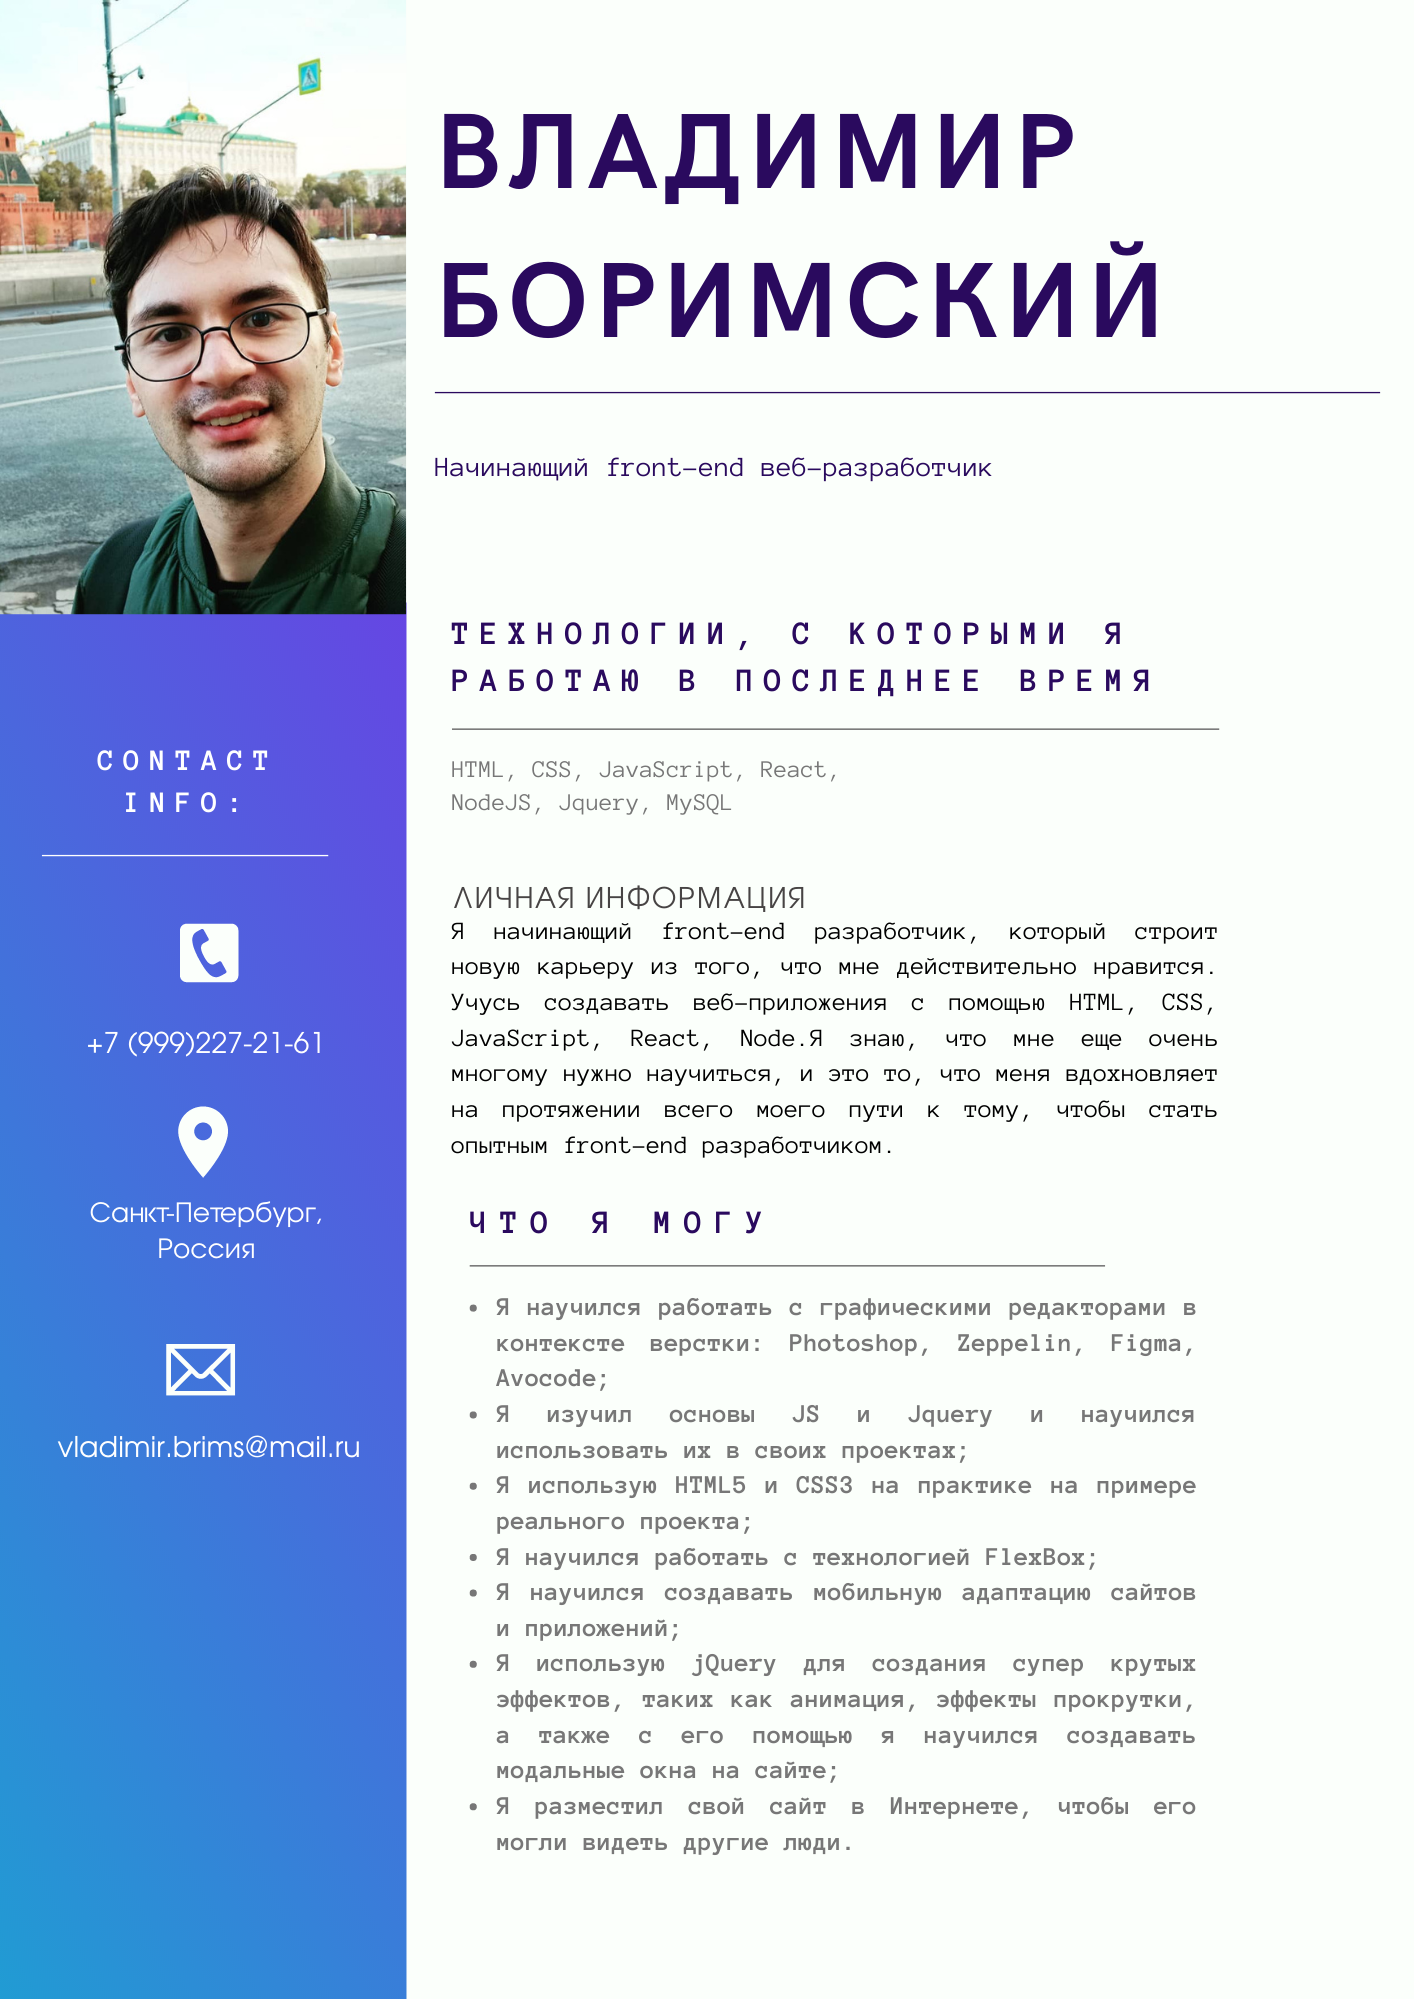 ВЛАДИМИР
БОРИМСКИЙ
Начинающий front-end веб-разработчик
ТЕХНОЛОГИИ, С КОТОРЫМИ Я
РАБОТАЮ В ПОСЛЕДНЕЕ ВРЕМЯ
HTML, CSS, JavaScript, React,
NodeJS, Jquery, MySQL
ЛИЧНАЯ ИНФОРМАЦИЯ
Я начинающий front-end разработчик, который строит
новую карьеру из того, что мне действительно нравится.
Учусь создавать веб-приложения с помощью HTML, CSS,
JavaScript, React, Node.Я знаю, что мне еще очень
многому нужно научиться, и это то, что меня вдохновляет
на протяжении всего моего пути к тому, чтобы стать
опытным front-end разработчиком.
ЧТО Я МОГУ
• Я научился работать с графическими редакторами в
контексте верстки: Photoshop, Zeppelin, Figma,
Avocode;
• Я изучил основы JS и Jquery и научился
использовать их в своих проектах;
• Я использую HTML5 и CSS3 на практике на примере
реального проекта;
• Я научился работать с технологией FlexBox;
• Я научился создавать мобильную адаптацию сайтов
и приложений;
• Я использую jQuery для создания супер крутых
эффектов, таких как анимация, эффекты прокрутки,
а также с его помощью я научился создавать
модальные окна на сайте;
• Я разместил свой сайт в Интернете, чтобы его
могли видеть другие люди.
CONTACT
INFO:
+7 (999)227-21-61
Санкт-Петербург,
Россия
vladimir.brims@mail.ru